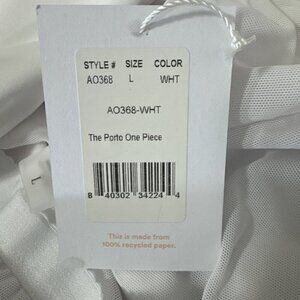 STYLE # SIZE COLOR
AO368 L WHT
AO368-WHT
The Porto One Piece
8 40302 34224 4
This is made from
100% recycled paper.
L